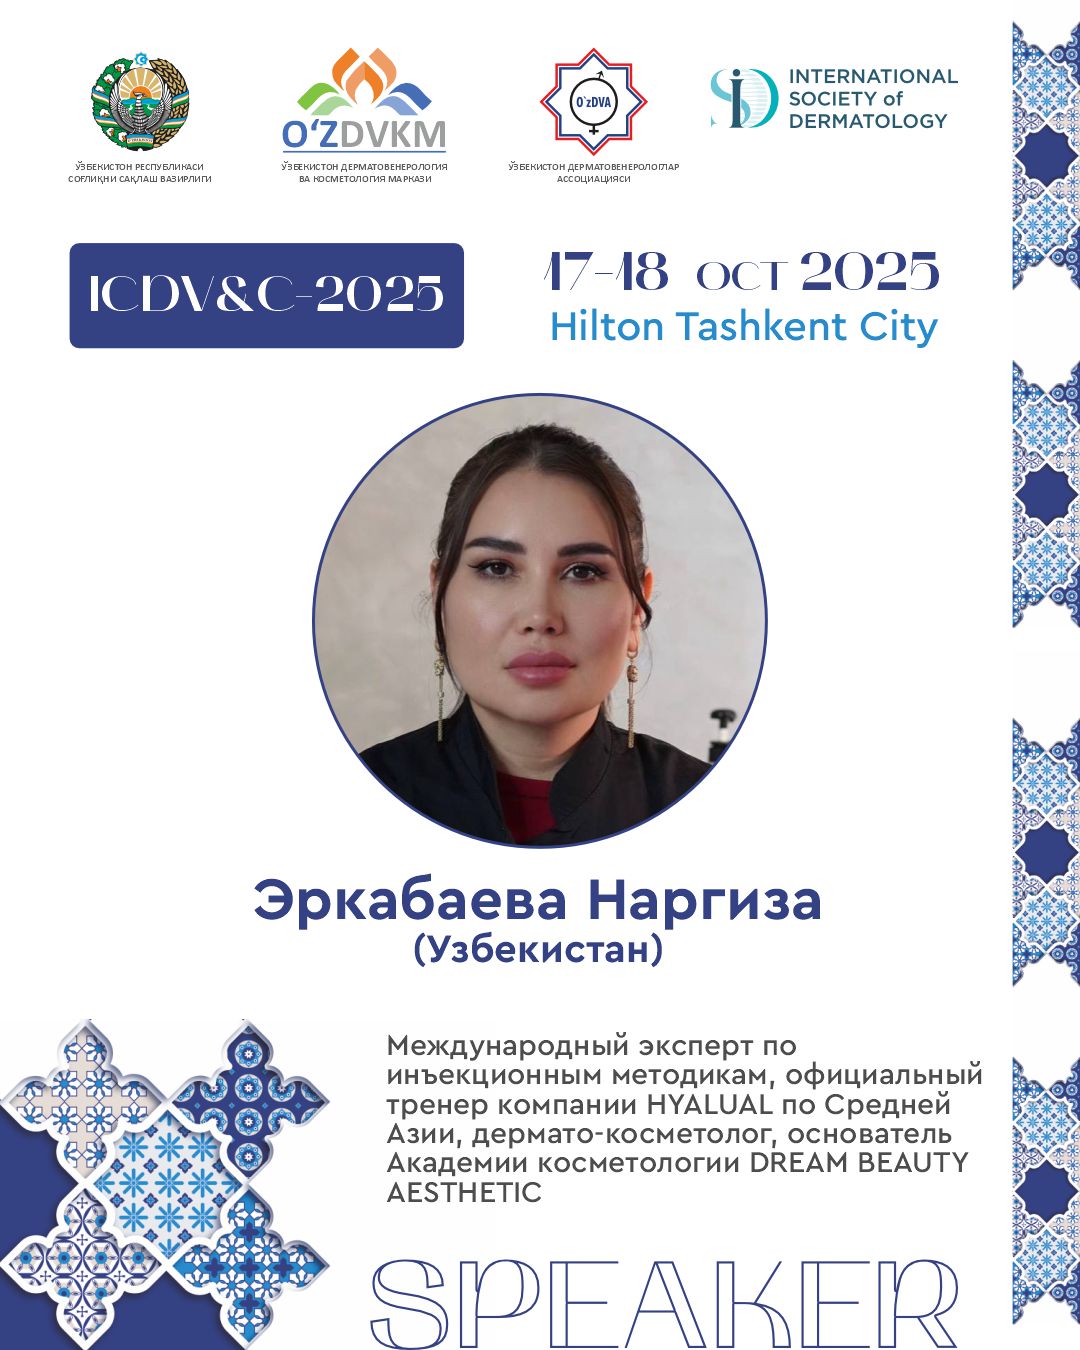 ЎЗБЕКИСТОН РЕСПУБЛИКАСИ
СОҒЛИҚНИ САҚЛАШ ВАЗИРЛИГИ
O‘ZDVKM
ЎЗБЕКИСТОН ДЕРМАТОВЕНЕРОЛОГИЯ
ВА КОСМЕТОЛОГИЯ МАРКАЗИ
O`zDVA
ЎЗБЕКИСТОН ДЕРМАТОВЕНЕРОЛОГЛАР
АССОЦИАЦИЯСИ
INTERNATIONAL
SOCIETY of
DERMATOLOGY
ICDV&C-2025
17-18 OCT 2025
Hilton Tashkent City
Эркабаева Наргиза
(Узбекистан)
Международный эксперт по
инъекционным методикам, официальный
тренер компании HYALUAL по Средней
Азии, дермато-косметолог, основатель
Академии косметологии DREAM BEAUTY
AESTHETIC
SPEAKER